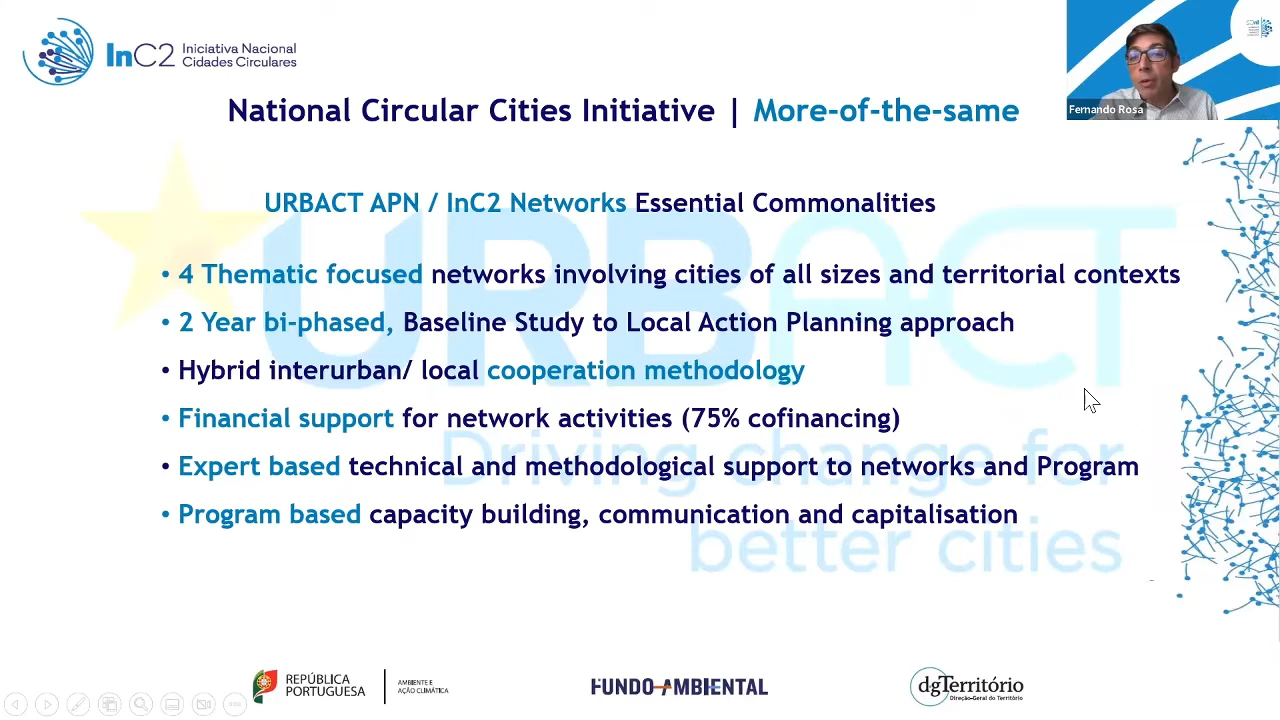 InC2 Iniciativa Nacional
Cidades Circulares
Fernando Rosa
National Circular Cities Initiative | More-of-the-same
URBACT APN / InC2 Networks Essential Commonalities
• 4 Thematic focused networks involving cities of all sizes and territorial contexts
• 2 Year bi-phased, Baseline Study to Local Action Planning approach
• Hybrid interurban/ local cooperation methodology
• Financial support for network activities (75% cofinancing)
• Expert based technical and methodological support to networks and Program
• Program based capacity building, communication and capitalisation
URBACT
Driving change for
better cities
REPÚBLICA
PORTUGUESA
AMBIENTE E
AÇÃO CLIMÁTICA
FUNDO AMBIENTAL
dgTerritório
Direção-Geral do Território